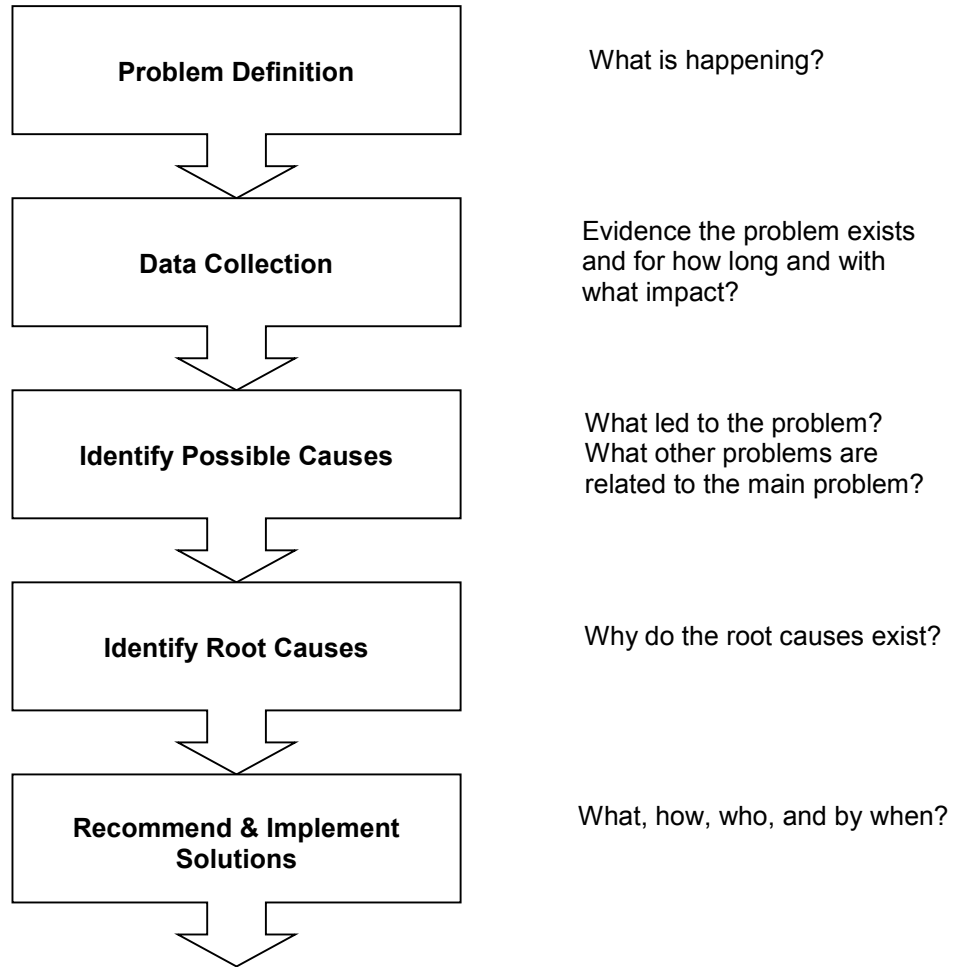 Problem Definition
What is happening?
Data Collection
Evidence the problem exists
and for how long and with
what impact?
Identify Possible Causes
What led to the problem?
What other problems are
related to the main problem?
Identify Root Causes
Why do the root causes exist?
Recommend & Implement
Solutions
What, how, who, and by when?